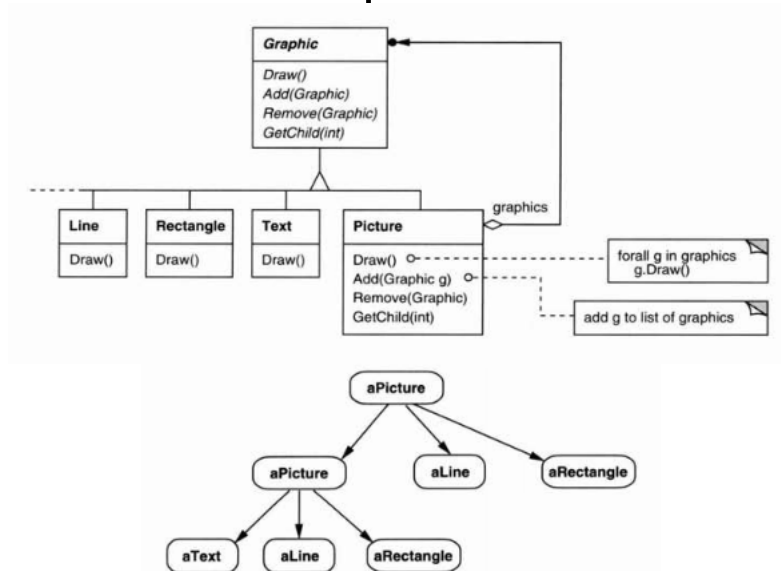 Graphic
Draw()
Add(Graphic)
Remove(Graphic)
GetChild(int)
graphics
Line
Draw()
Rectangle
Draw()
Text
Draw()
Picture
Draw()
Add(Graphic g)
Remove(Graphic)
GetChild(int)
forall g in graphics
g.Draw()
add g to list of graphics
aPicture
aPicture
aLine
aRectangle
aText
aLine
aRectangle